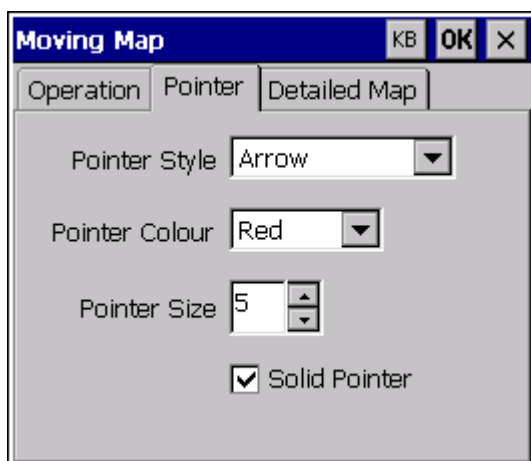 Moving Map KB OK ×
Operation Pointer Detailed Map
Pointer Style Arrow
Pointer Colour Red
Pointer Size 5
Solid Pointer